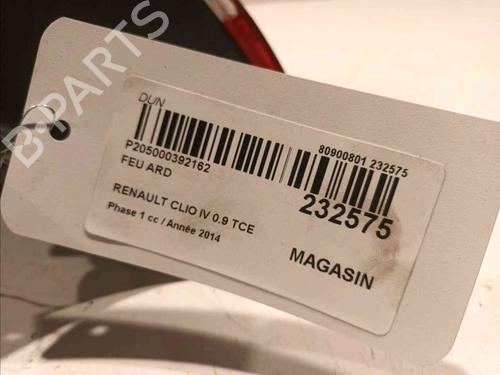 DUN
P205000392162
80900801 232575
FEU ARD
232575
RENAULT CLIO IV 0.9 TCE
Phase 1 cc / Année 2014
MAGASIN
B-PARTS